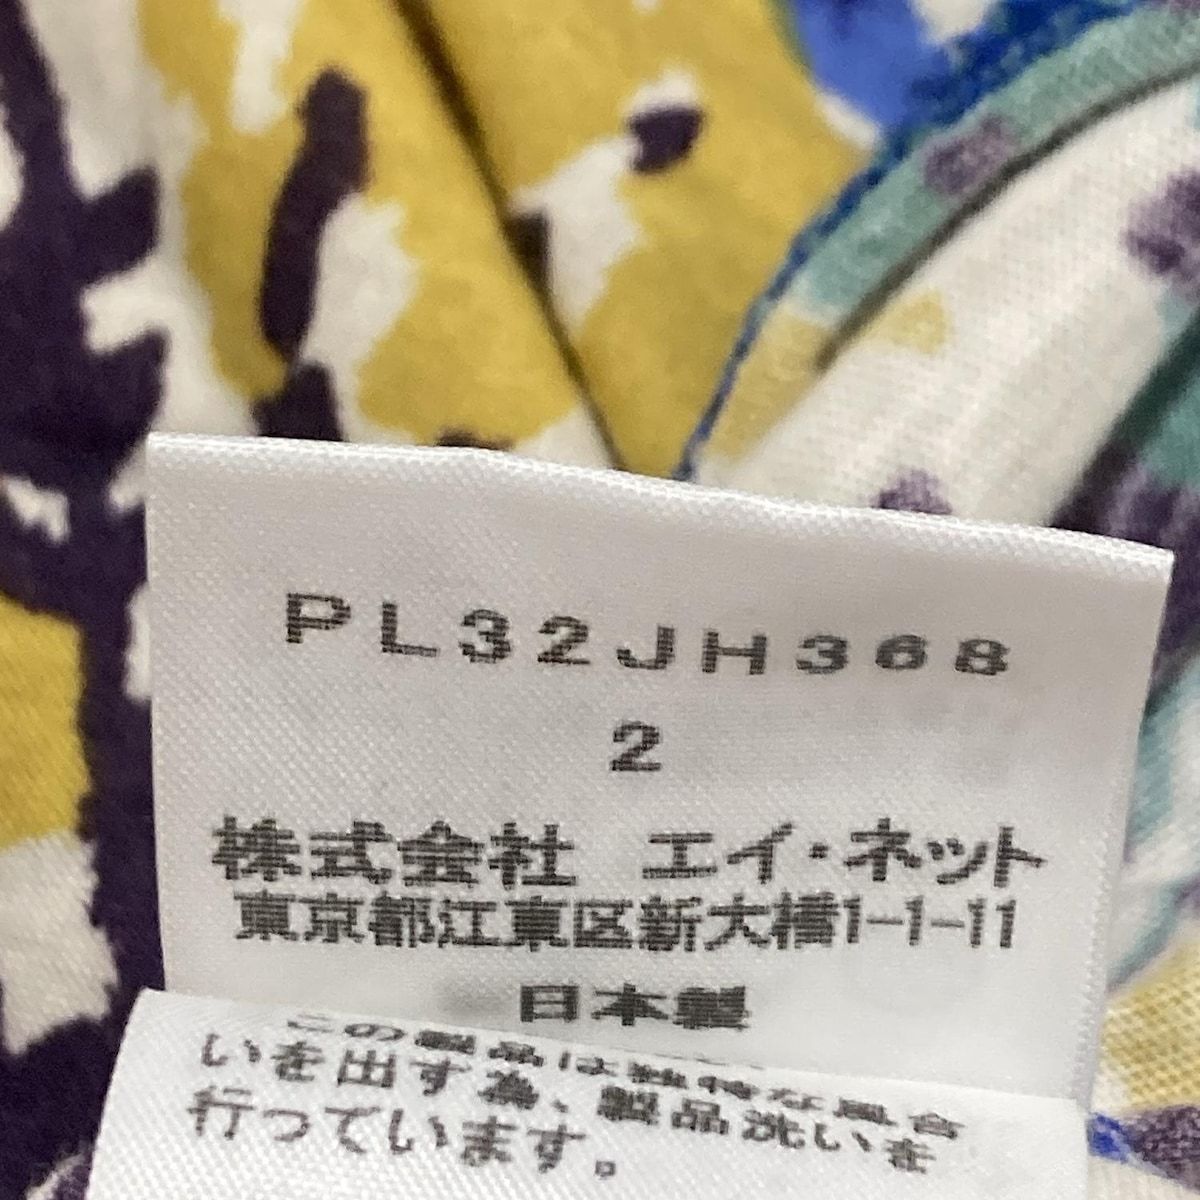 PL32JH368
2
株式会社 エイ・ネット
東京都江東区新大橋1-1-11
日本製
この製品は独特な風合
いを出す為、製品洗いを
行っています。